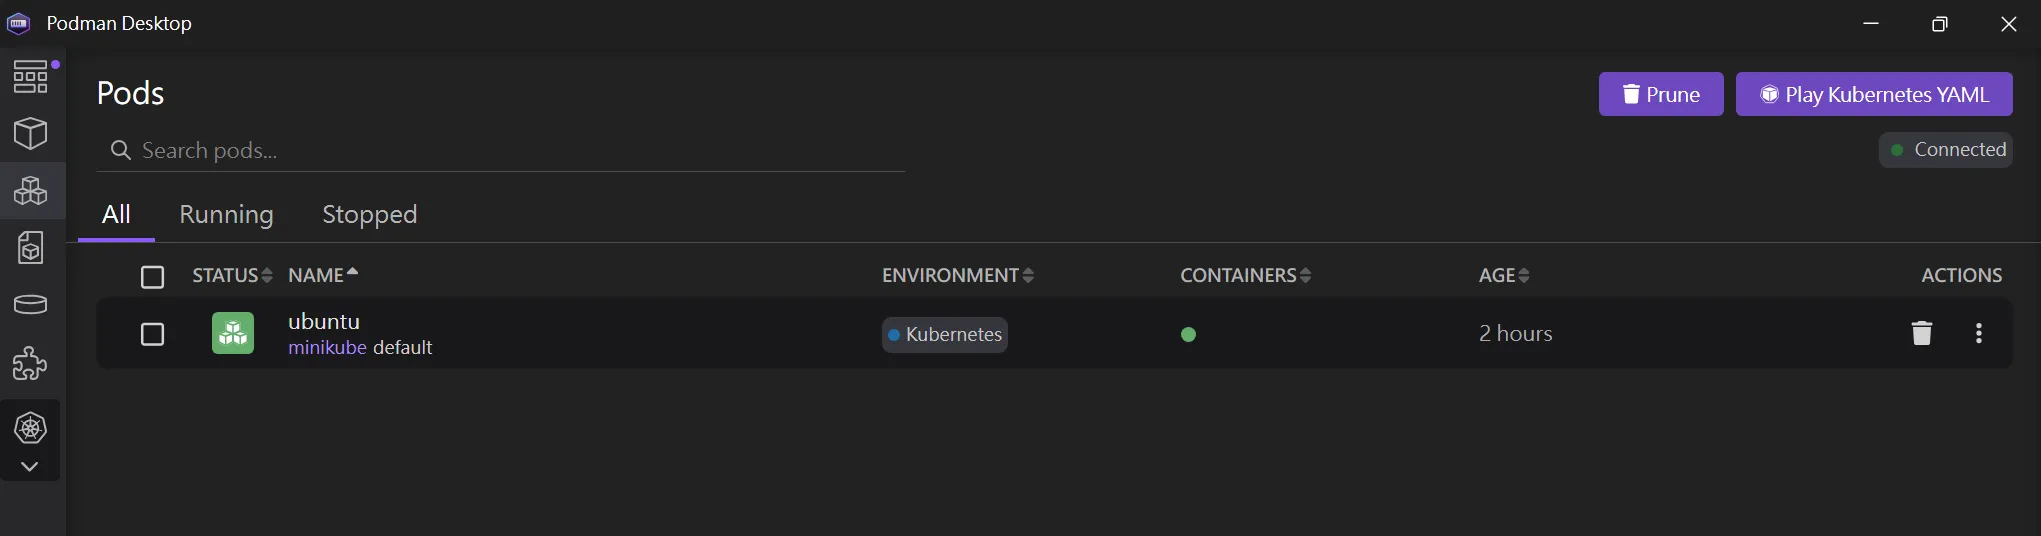 Podman Desktop
Pods
Prune
Play Kubernetes YAML
Search pods...
Connected
All Running Stopped
STATUS NAME ENVIRONMENT CONTAINERS AGE ACTIONS
ubuntu
minikube default
Kubernetes
2 hours